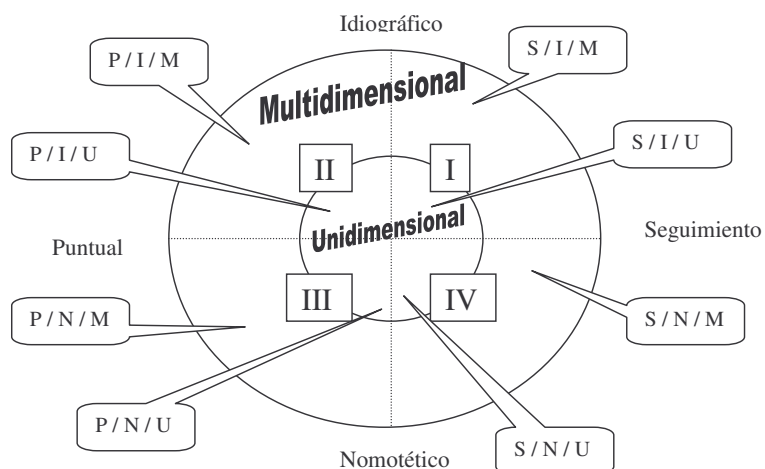 Idiográfico
P / I / M
S / I / M
Multidimensional
P / I / U
S / I / U
II
I
Unidimensional
Puntual
Seguimiento
III
IV
P / N / M
S / N / M
P / N / U
S / N / U
Nomotético